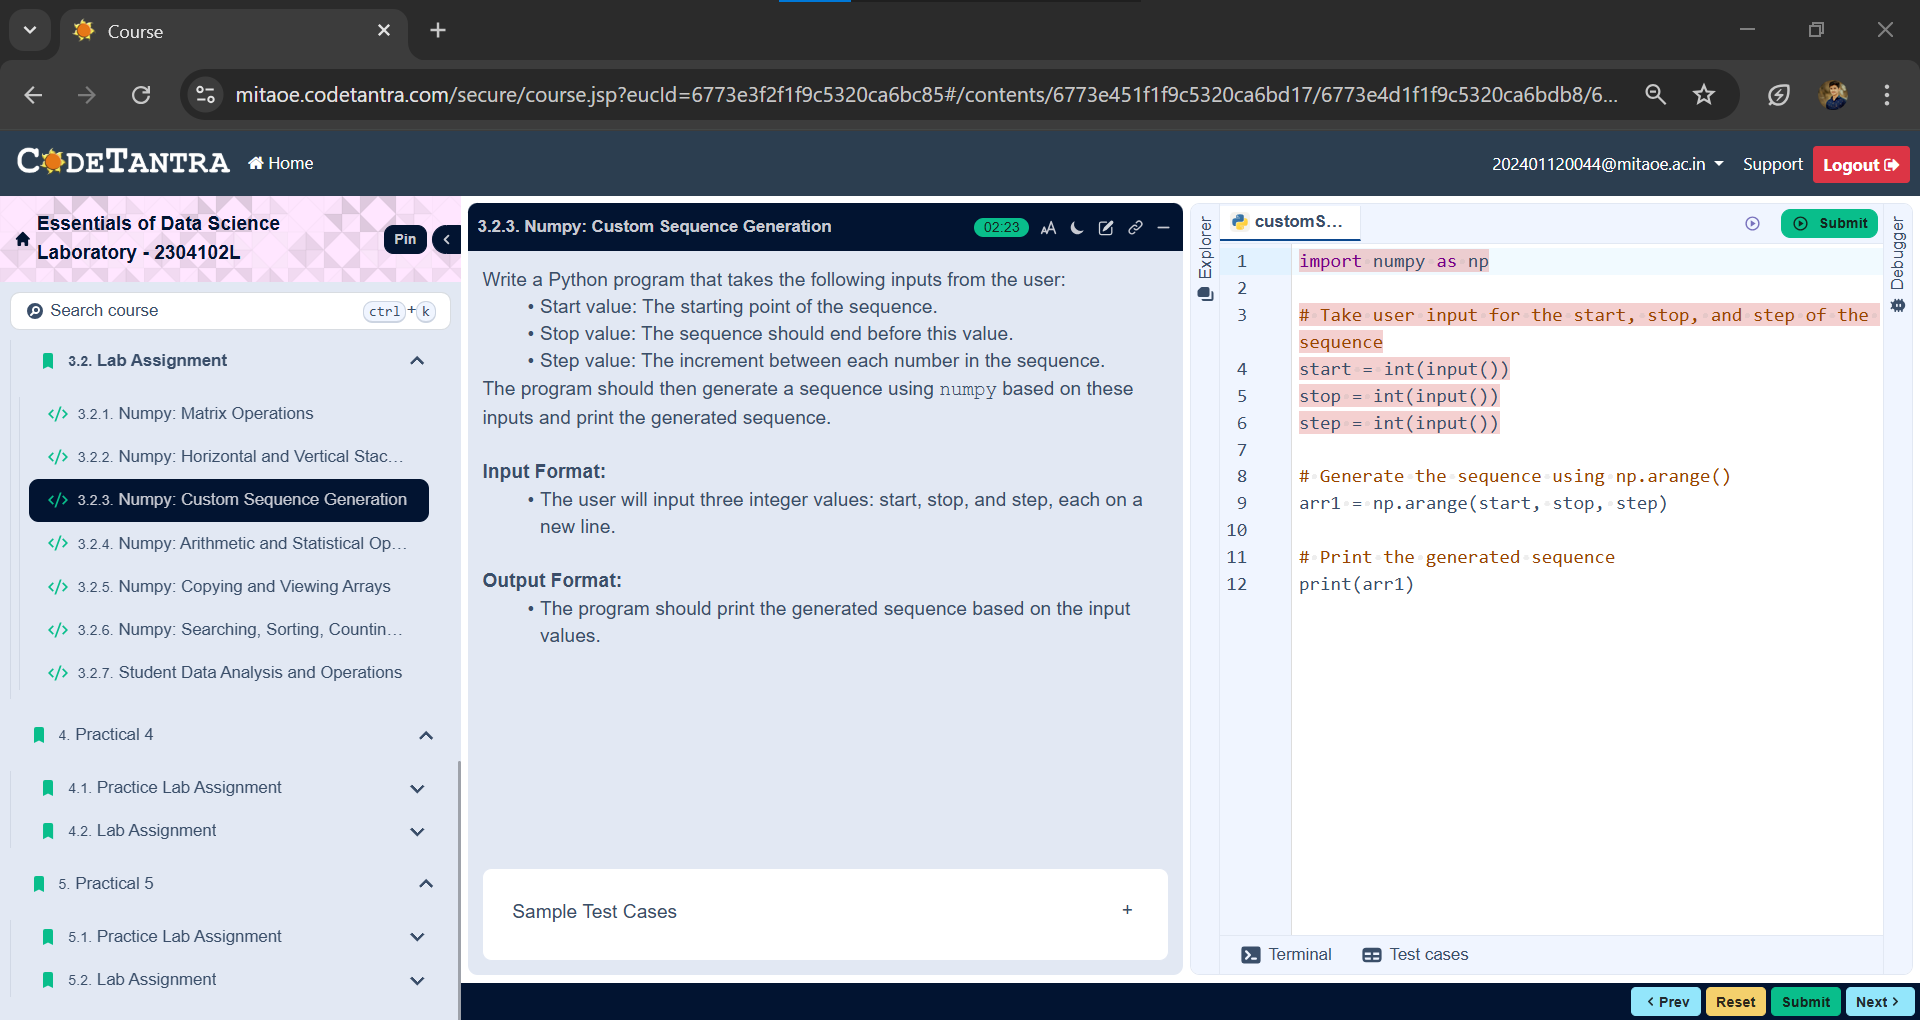 Course
mitaoe.codetantra.com/secure/course.jsp?eucId=6773e3f2f1f9c5320ca6bc85#/contents/6773e451f1f9c5320ca6bd17/6773e4d1f1f9c5320ca6bdb8/6...
CODETANTRA
Home
202401120044@mitaoe.ac.in
Support
Logout
Essentials of Data Science
Laboratory - 2304102L
Pin
Search course
ctrl + k
3.2. Lab Assignment
</> 3.2.1. Numpy: Matrix Operations
</> 3.2.2. Numpy: Horizontal and Vertical Stac...
</> 3.2.3. Numpy: Custom Sequence Generation
</> 3.2.4. Numpy: Arithmetic and Statistical Op...
</> 3.2.5. Numpy: Copying and Viewing Arrays
</> 3.2.6. Numpy: Searching, Sorting, Countin...
</> 3.2.7. Student Data Analysis and Operations
4. Practical 4
4.1. Practice Lab Assignment
4.2. Lab Assignment
5. Practical 5
5.1. Practice Lab Assignment
5.2. Lab Assignment
3.2.3. Numpy: Custom Sequence Generation
02:23
AA
Write a Python program that takes the following inputs from the user:
• Start value: The starting point of the sequence.
• Stop value: The sequence should end before this value.
• Step value: The increment between each number in the sequence.
The program should then generate a sequence using numpy based on these
inputs and print the generated sequence.
Input Format:
• The user will input three integer values: start, stop, and step, each on a
new line.
Output Format:
• The program should print the generated sequence based on the input
values.
Sample Test Cases
+
Explorer
customS...
Submit
Debugger
1 import numpy as np
2
3 # Take user input for the start, stop, and step of the
sequence
4 start = int(input())
5 stop = int(input())
6 step = int(input())
7
8 # Generate the sequence using np.arange()
9 arr1 = np.arange(start, stop, step)
10
11 # Print the generated sequence
12 print(arr1)
Terminal
Test cases
< Prev
Reset
Submit
Next >